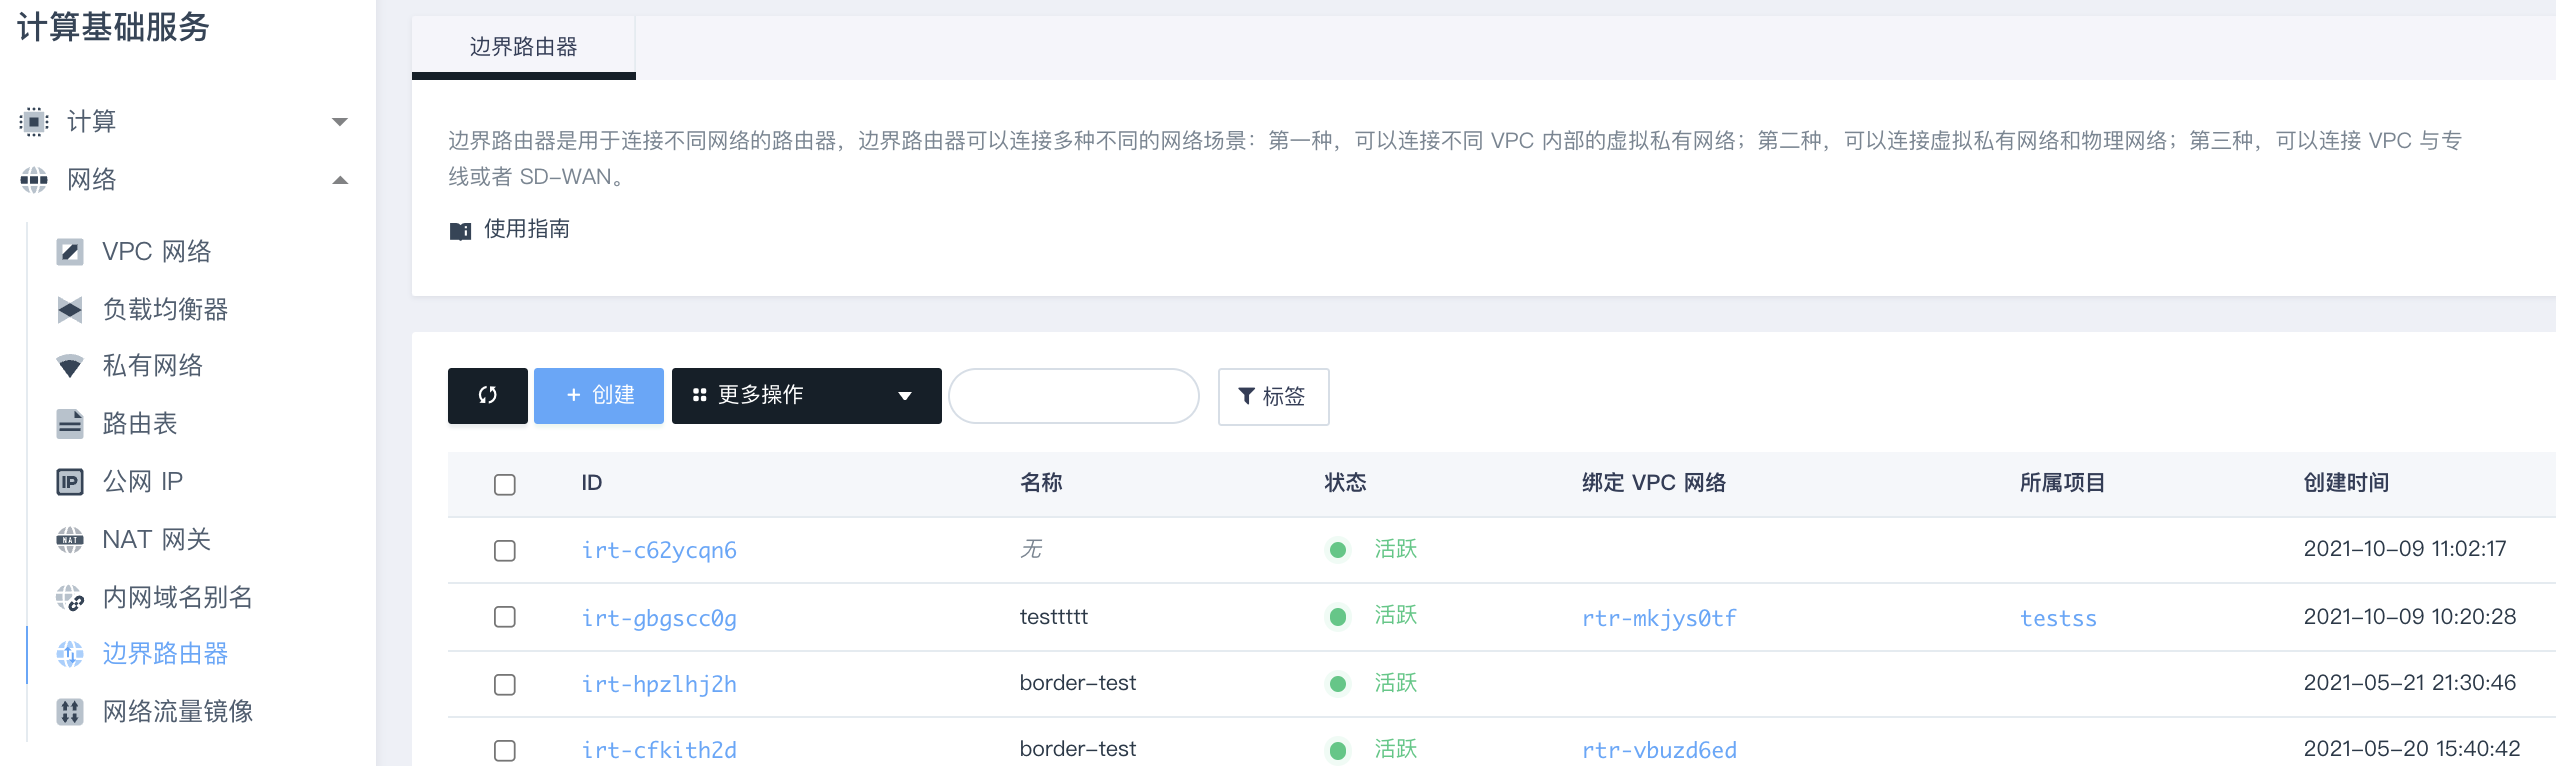 计算基础服务
计算
网络
VPC 网络
负载均衡器
私有网络
路由表
IP 公网 IP
NAT NAT 网关
内网域名别名
边界路由器
网络流量镜像
边界路由器
边界路由器是用于连接不同网络的路由器，边界路由器可以连接多种不同的网络场景：第一种，可以连接不同 VPC 内部的虚拟私有网络；第二种，可以连接虚拟私有网络和物理网络；第三种，可以连接 VPC 与专
线或者 SD-WAN。
使用指南
+ 创建 更多操作 标签
ID 名称 状态 绑定 VPC 网络 所属项目 创建时间
irt-c62ycqn6 无 活跃 2021-10-09 11:02:17
irt-gbgscc0g testtttt 活跃 rtr-mkjys0tf testss 2021-10-09 10:20:28
irt-hpzlhj2h border-test 活跃 2021-05-21 21:30:46
irt-cfkith2d border-test 活跃 rtr-vbuzd6ed 2021-05-20 15:40:42